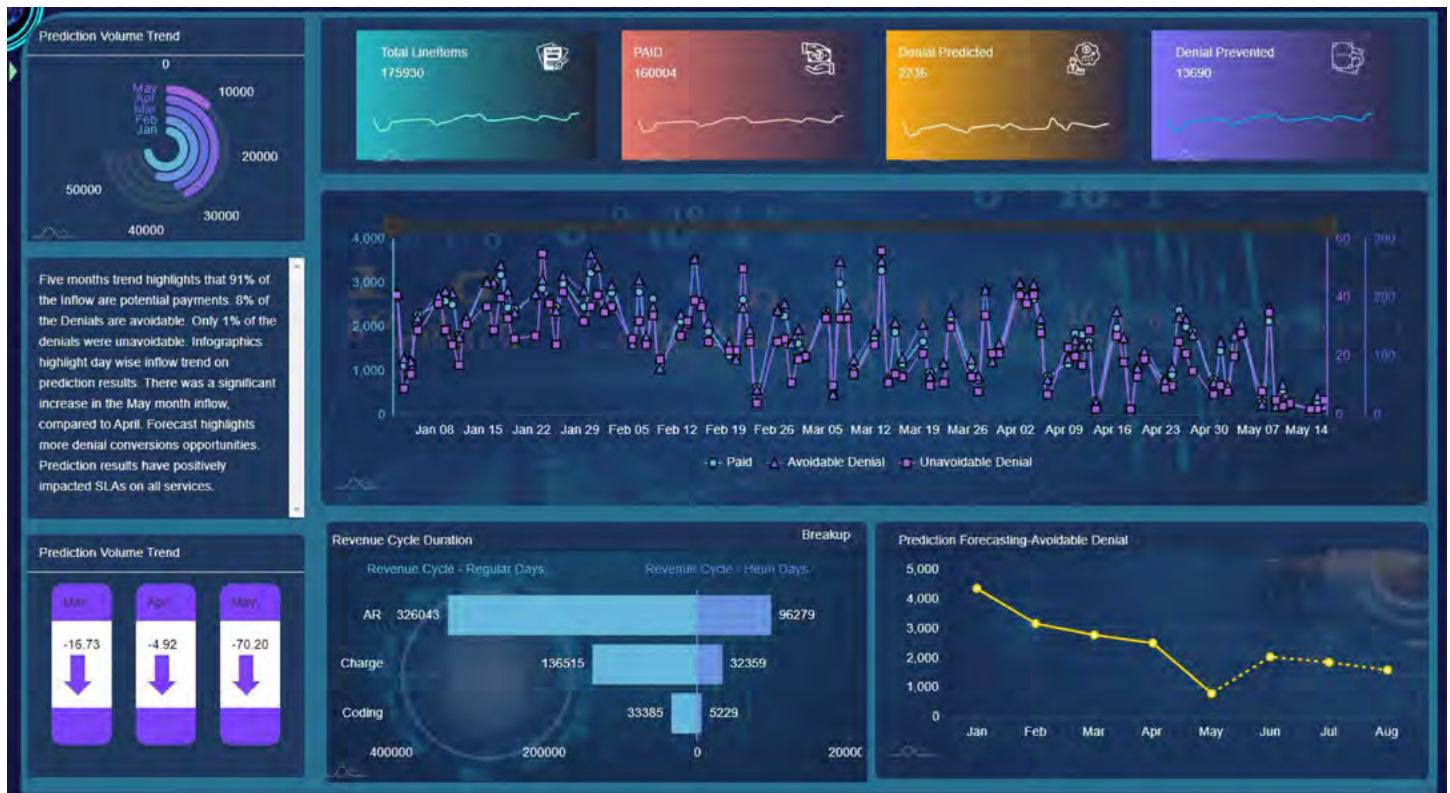 Prediction Volume Trend
0
May
Apr
Mar
Feb
Jan
10000
20000
30000
40000
50000
Total LineItems
175930
PAID
160004
Denial Predicted
2236
Denial Prevented
13690
Five months trend highlights that 91% of
the Inflow are potential payments. 8% of
the Denials are avoidable. Only 1% of the
denials were unavoidable. Infographics
highlight day wise inflow trend on
prediction results. There was a significant
increase in the May month inflow,
compared to April. Forecast highlights
more denial conversions opportunities.
Prediction results have positively
impacted SLAs on all services.
4,000
3,000
2,000
1,000
0
60
40
20
0
300
200
100
0
Jan 08 Jan 15 Jan 22 Jan 29 Feb 05 Feb 12 Feb 19 Feb 26 Mar 05 Mar 12 Mar 19 Mar 26 Apr 02 Apr 09 Apr 16 Apr 23 Apr 30 May 07 May 14
Paid Avoidable Denial Unavoidable Denial
Prediction Volume Trend
Mar Apr May
-16.73 -4.92 -70.20
Revenue Cycle Duration
Breakup
Revenue Cycle - Regular Days Revenue Cycle - Heun Days
AR 326043 96279
Charge 136515 32359
Coding 33385 5229
400000 200000 0 20000
Prediction Forecasting-Avoidable Denial
5,000
4,000
3,000
2,000
1,000
0
Jan Feb Mar Apr May Jun Jul Aug